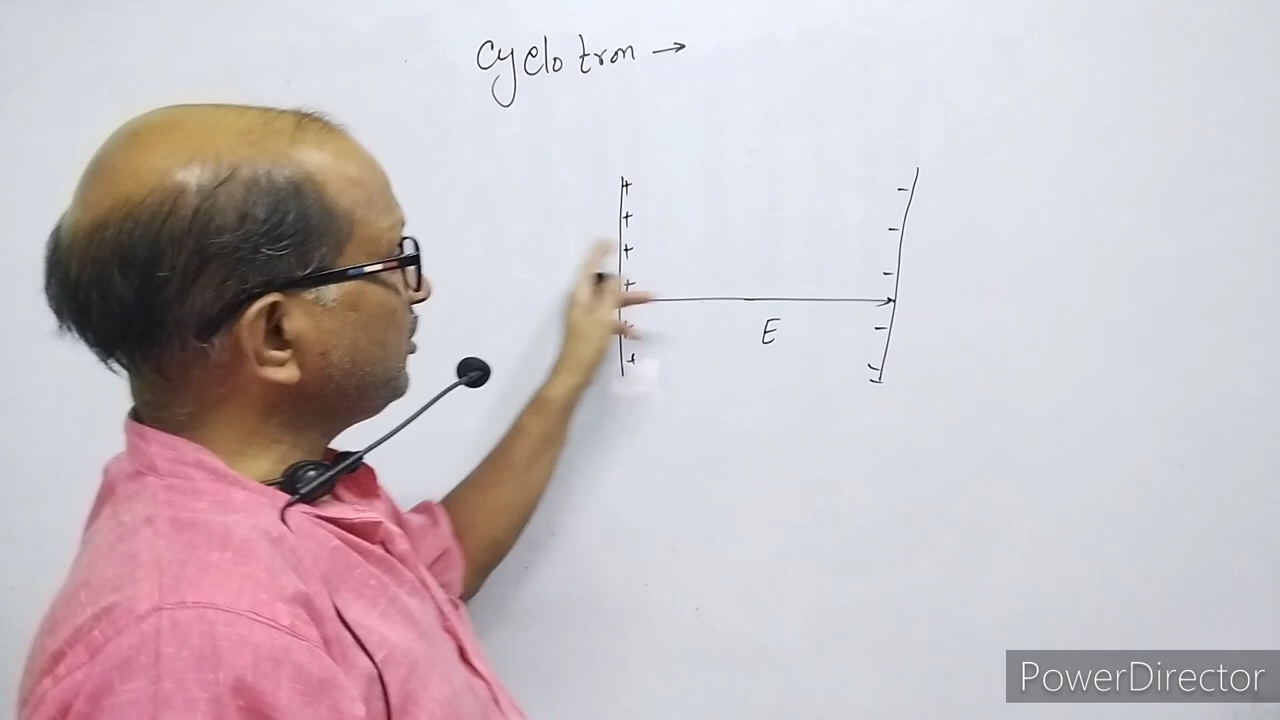 Cyclotron →
+ -
+ -
+ -
+
E
+ -
+ -
PowerDirector